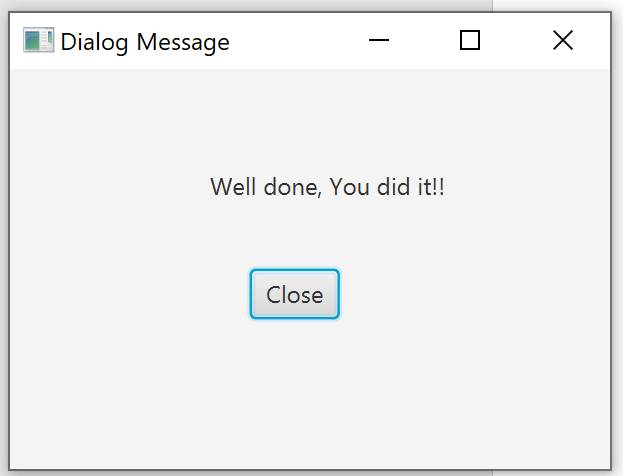 Dialog Message
Well done, You did it!!
Close